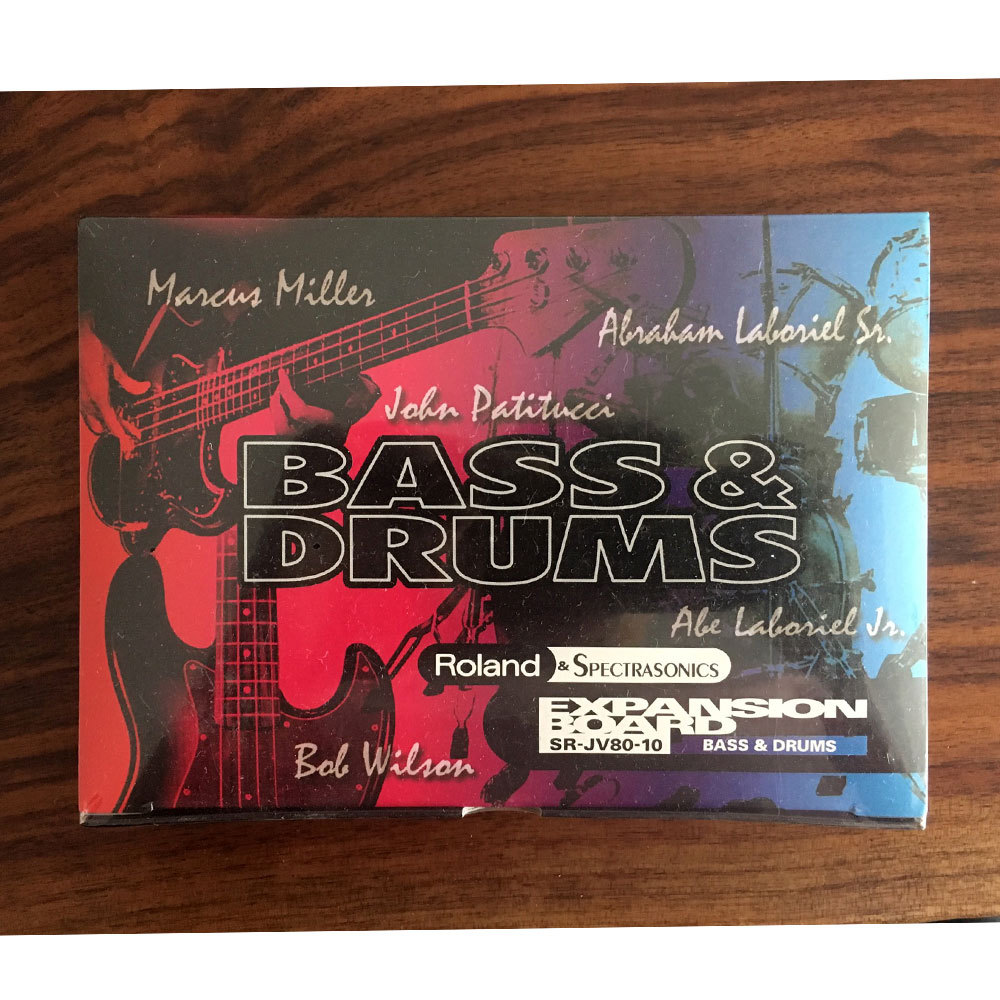 Marcus Miller
Abraham Laboriel Sr.
John Patitucci
BASS &
DRUMS
Abe Laboriel Jr.
Roland & SPECTRASONICS
EXPANSION
BOARD
SR-JV80-10 BASS & DRUMS
Bob Wilson